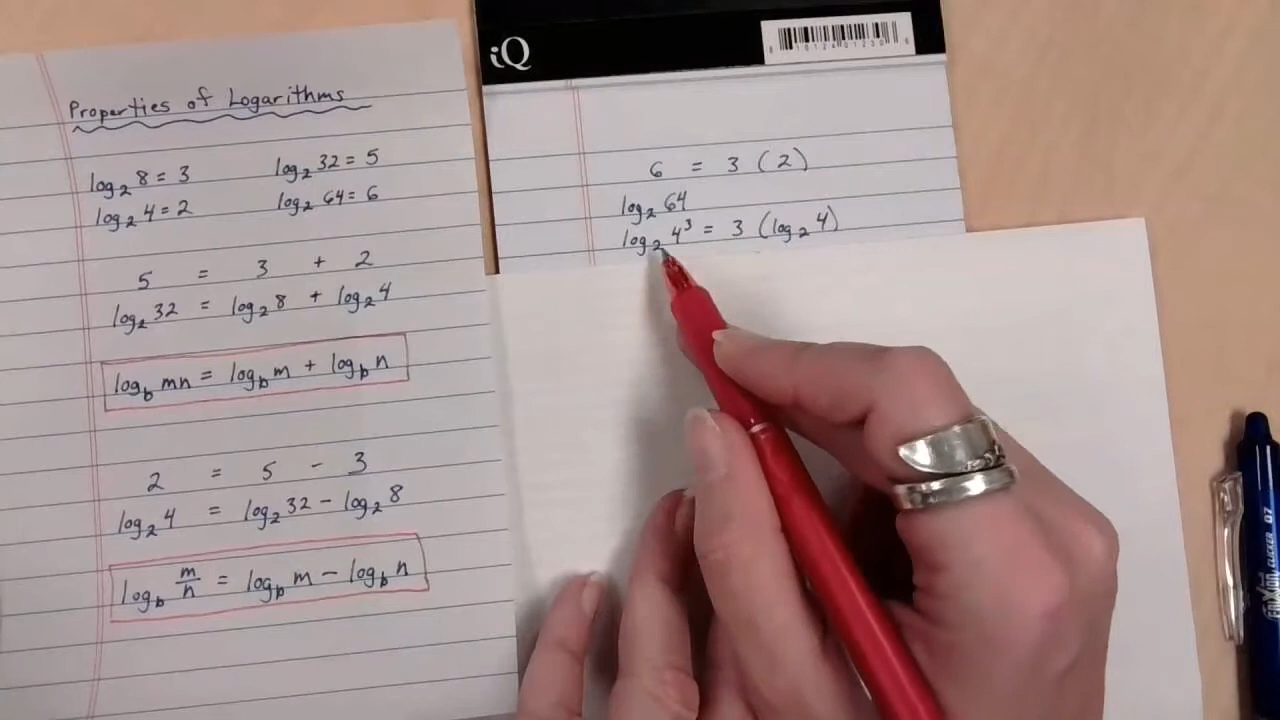 Properties of Logarithms
log₂ 8 = 3 log₂ 32 = 5
log₂ 4 = 2 log₂ 64 = 6
5 = 3 + 2
log₂ 32 = log₂ 8 + log₂ 4
log_b mn = log_b m + log_b n
2 = 5 - 3
log₂ 4 = log₂ 32 - log₂ 8
log_b m/n = log_b m - log_b n
iQ
6 = 3 (2)
log₂ 64
log₂ 4³ = 3 (log₂ 4)
CLICKER 07